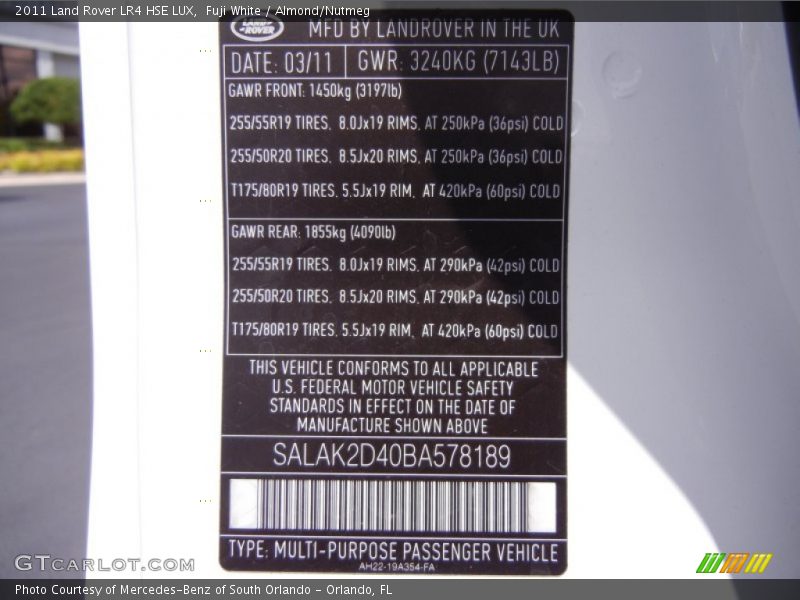 2011 Land Rover LR4 HSE LUX,  Fuji White / Almond/Nutmeg
LAND-ROVER MFD BY LANDROVER IN THE UK
DATE: 03/11 GWR: 3240KG (7143LB)
GAWR FRONT: 1450kg (3197lb)
255/55R19 TIRES. 8.0Jx19 RIMS. AT 250kPa (36psi) COLD
255/50R20 TIRES. 8.5Jx20 RIMS. AT 250kPa (36psi) COLD
T175/80R19 TIRES. 5.5Jx19 RIM. AT 420kPa (60psi) COLD
GAWR REAR: 1855kg (4090lb)
255/55R19 TIRES. 8.0Jx19 RIMS. AT 290kPa (42psi) COLD
255/50R20 TIRES. 8.5Jx20 RIMS. AT 290kPa (42psi) COLD
T175/80R19 TIRES. 5.5Jx19 RIM. AT 420kPa (60psi) COLD
THIS VEHICLE CONFORMS TO ALL APPLICABLE
U.S. FEDERAL MOTOR VEHICLE SAFETY
STANDARDS IN EFFECT ON THE DATE OF
MANUFACTURE SHOWN ABOVE
SALAK2D40BA578189
TYPE: MULTI-PURPOSE PASSENGER VEHICLE
AH22-19A354-FA
GTCARLOT.COM
Photo Courtesy of Mercedes-Benz of South Orlando - Orlando, FL